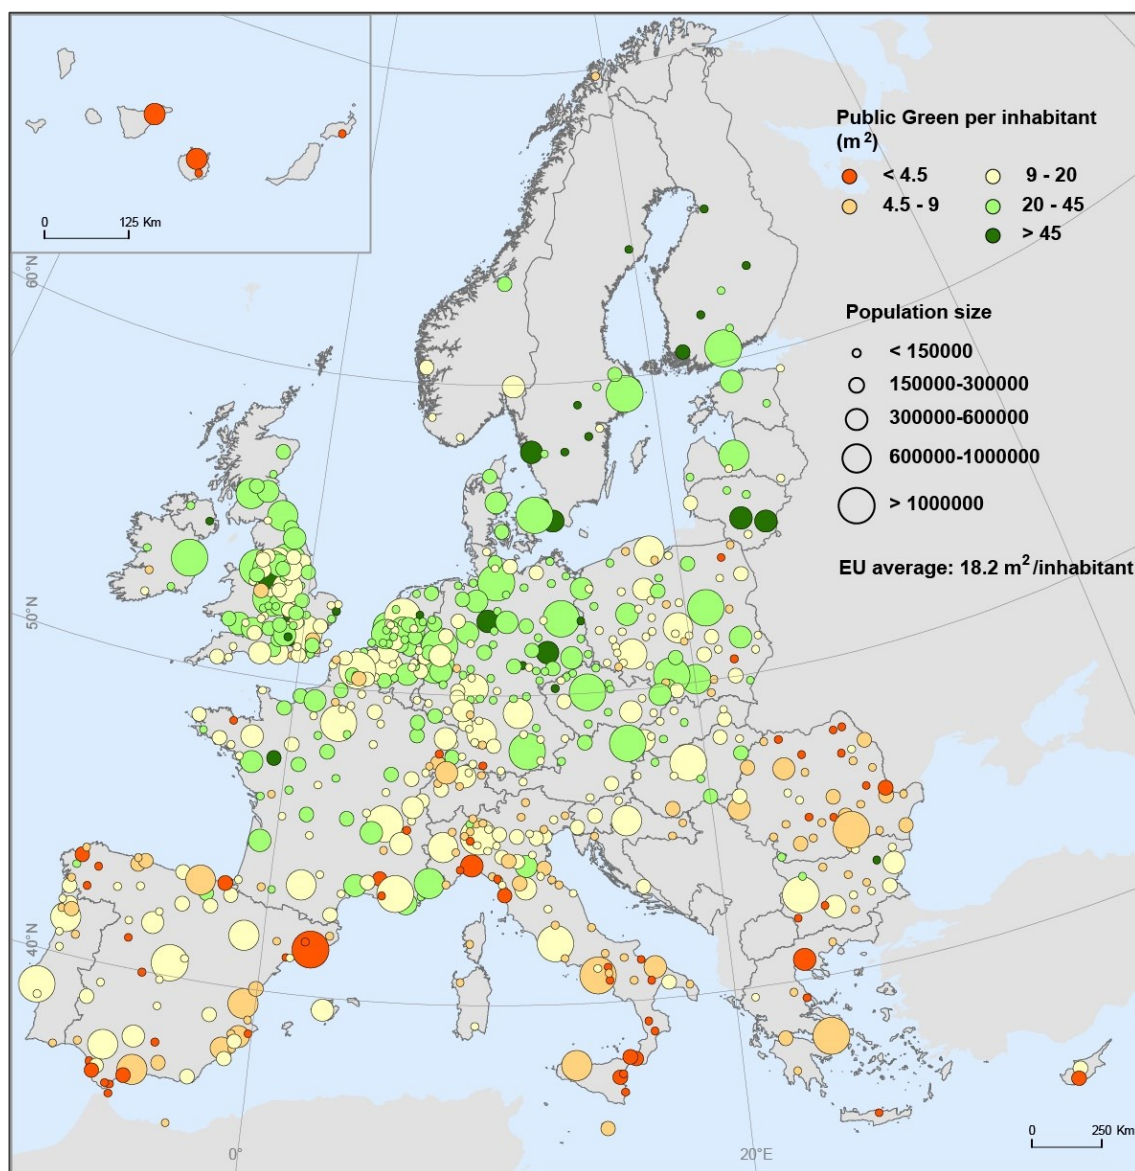 Public Green per inhabitant
(m²)
< 4.5
9 - 20
4.5 - 9
20 - 45
> 45
0
125 Km
60°N
Population size
< 150000
150000-300000
300000-600000
600000-1000000
> 1000000
EU average: 18.2 m²/inhabitant
50°N
40°N
0
250 Km
0°
20°E